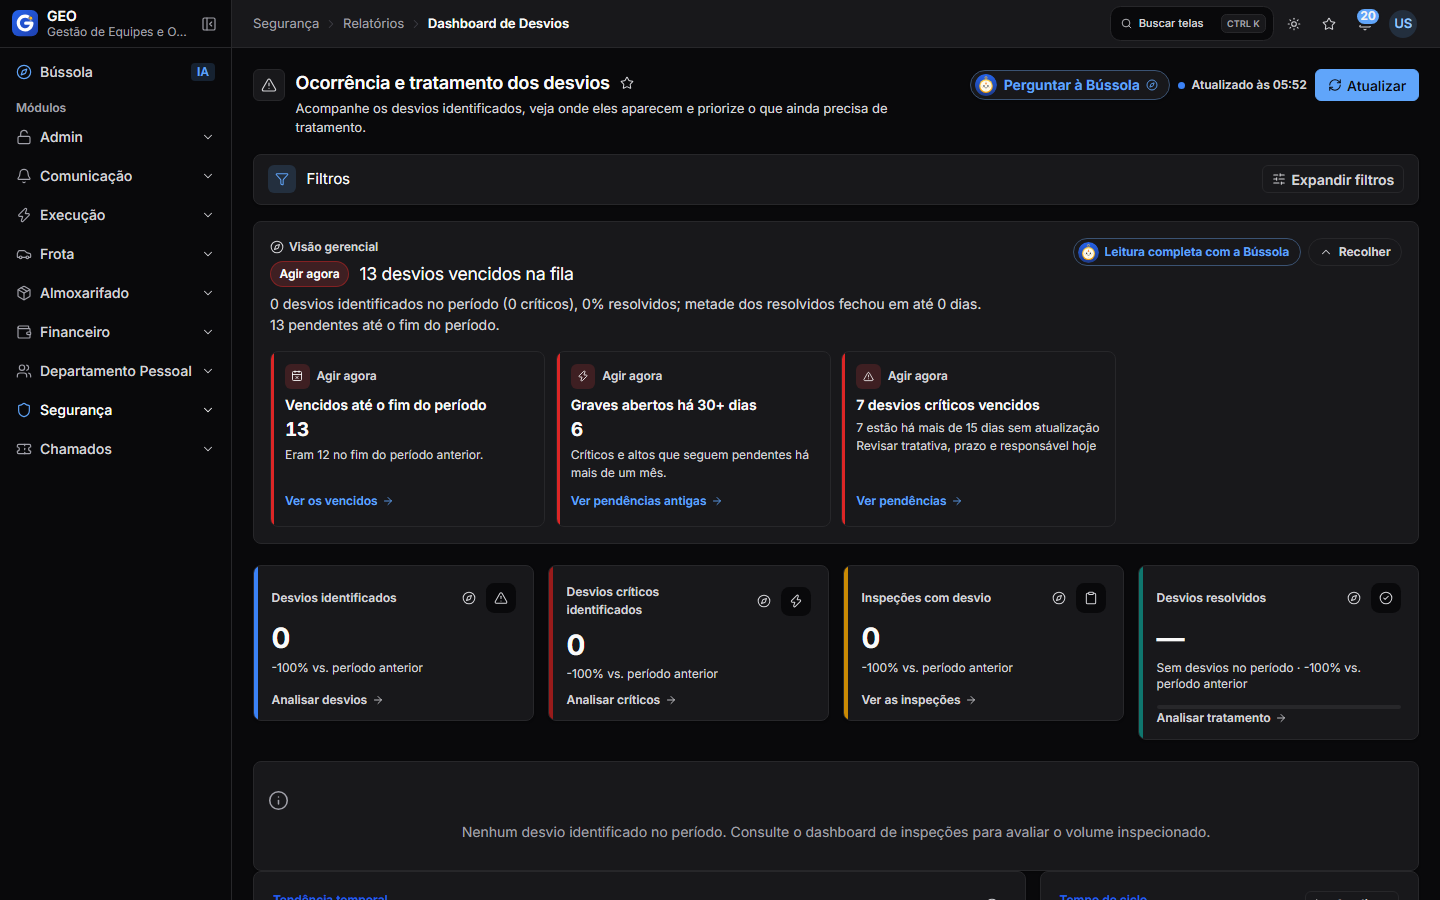 GEO
Gestão de Equipes e O...
Bússola
IA
Módulos
Admin
Comunicação
Execução
Frota
Almoxarifado
Financeiro
Departamento Pessoal
Segurança
Chamados
Segurança
Relatórios
Dashboard de Desvios
Buscar telas
CTRL K
20
US
Ocorrência e tratamento dos desvios
Acompanhe os desvios identificados, veja onde eles aparecem e priorize o que ainda precisa de
tratamento.
Perguntar à Bússola
Atualizado às 05:52
Atualizar
Filtros
Expandir filtros
Visão gerencial
Agir agora
13 desvios vencidos na fila
Leitura completa com a Bússola
Recolher
0 desvios identificados no período (0 críticos), 0% resolvidos; metade dos resolvidos fechou em até 0 dias.
13 pendentes até o fim do período.
Agir agora
Vencidos até o fim do período
13
Eram 12 no fim do período anterior.
Ver os vencidos
Agir agora
Graves abertos há 30+ dias
6
Críticos e altos que seguem pendentes há
mais de um mês.
Ver pendências antigas
Agir agora
7 desvios críticos vencidos
7 estão há mais de 15 dias sem atualização
Revisar tratativa, prazo e responsável hoje
Ver pendências
Desvios identificados
0
-100% vs. período anterior
Analisar desvios
Desvios críticos
identificados
0
-100% vs. período anterior
Analisar críticos
Inspeções com desvio
0
-100% vs. período anterior
Ver as inspeções
Desvios resolvidos
—
Sem desvios no período · -100% vs.
período anterior
Analisar tratamento
Nenhum desvio identificado no período. Consulte o dashboard de inspeções para avaliar o volume inspecionado.
Tendência temporal
Tempo de ciclo